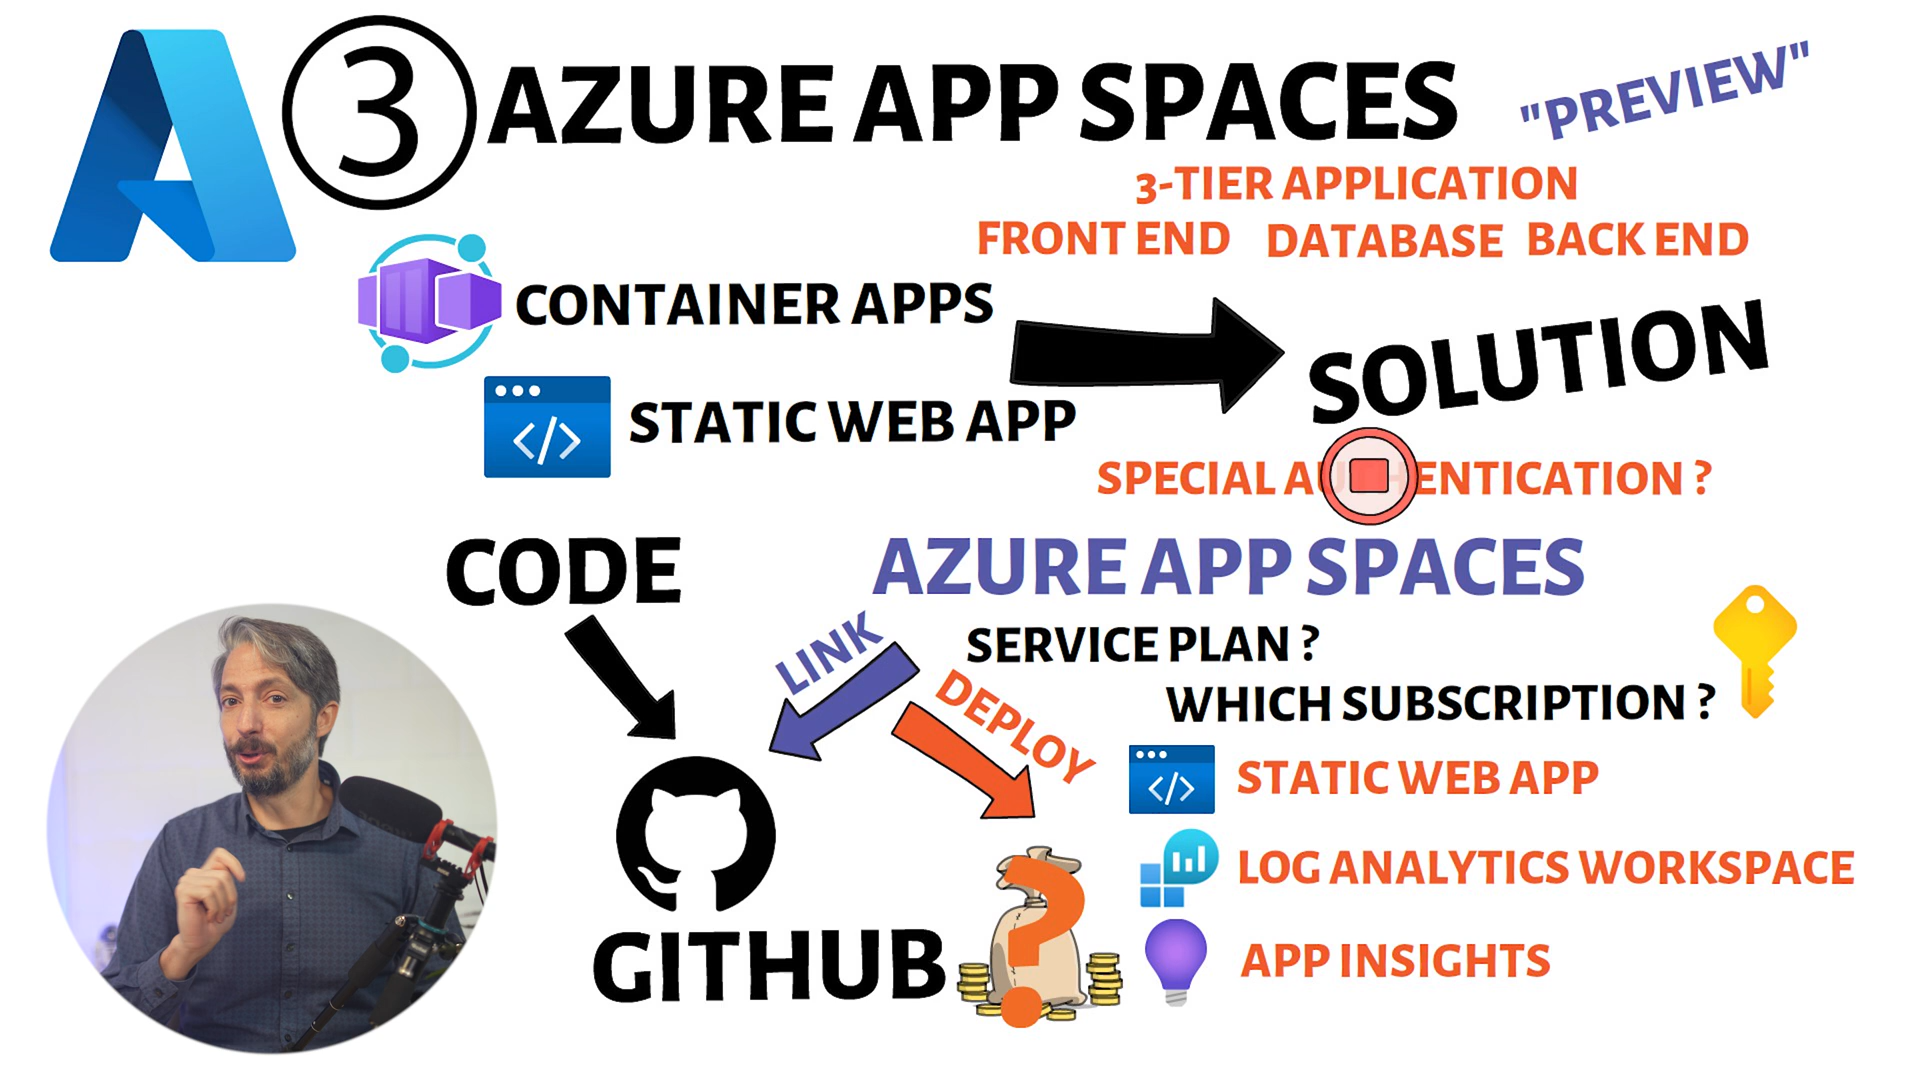 3 AZURE APP SPACES
"PREVIEW"
3-TIER APPLICATION
FRONT END DATABASE BACK END
CONTAINER APPS
SOLUTION
STATIC WEB APP
SPECIAL AUTHENTICATION ?
CODE
AZURE APP SPACES
LINK
SERVICE PLAN ?
DEPLOY
WHICH SUBSCRIPTION ?
</> STATIC WEB APP
LOG ANALYTICS WORKSPACE
GITHUB
?
APP INSIGHTS